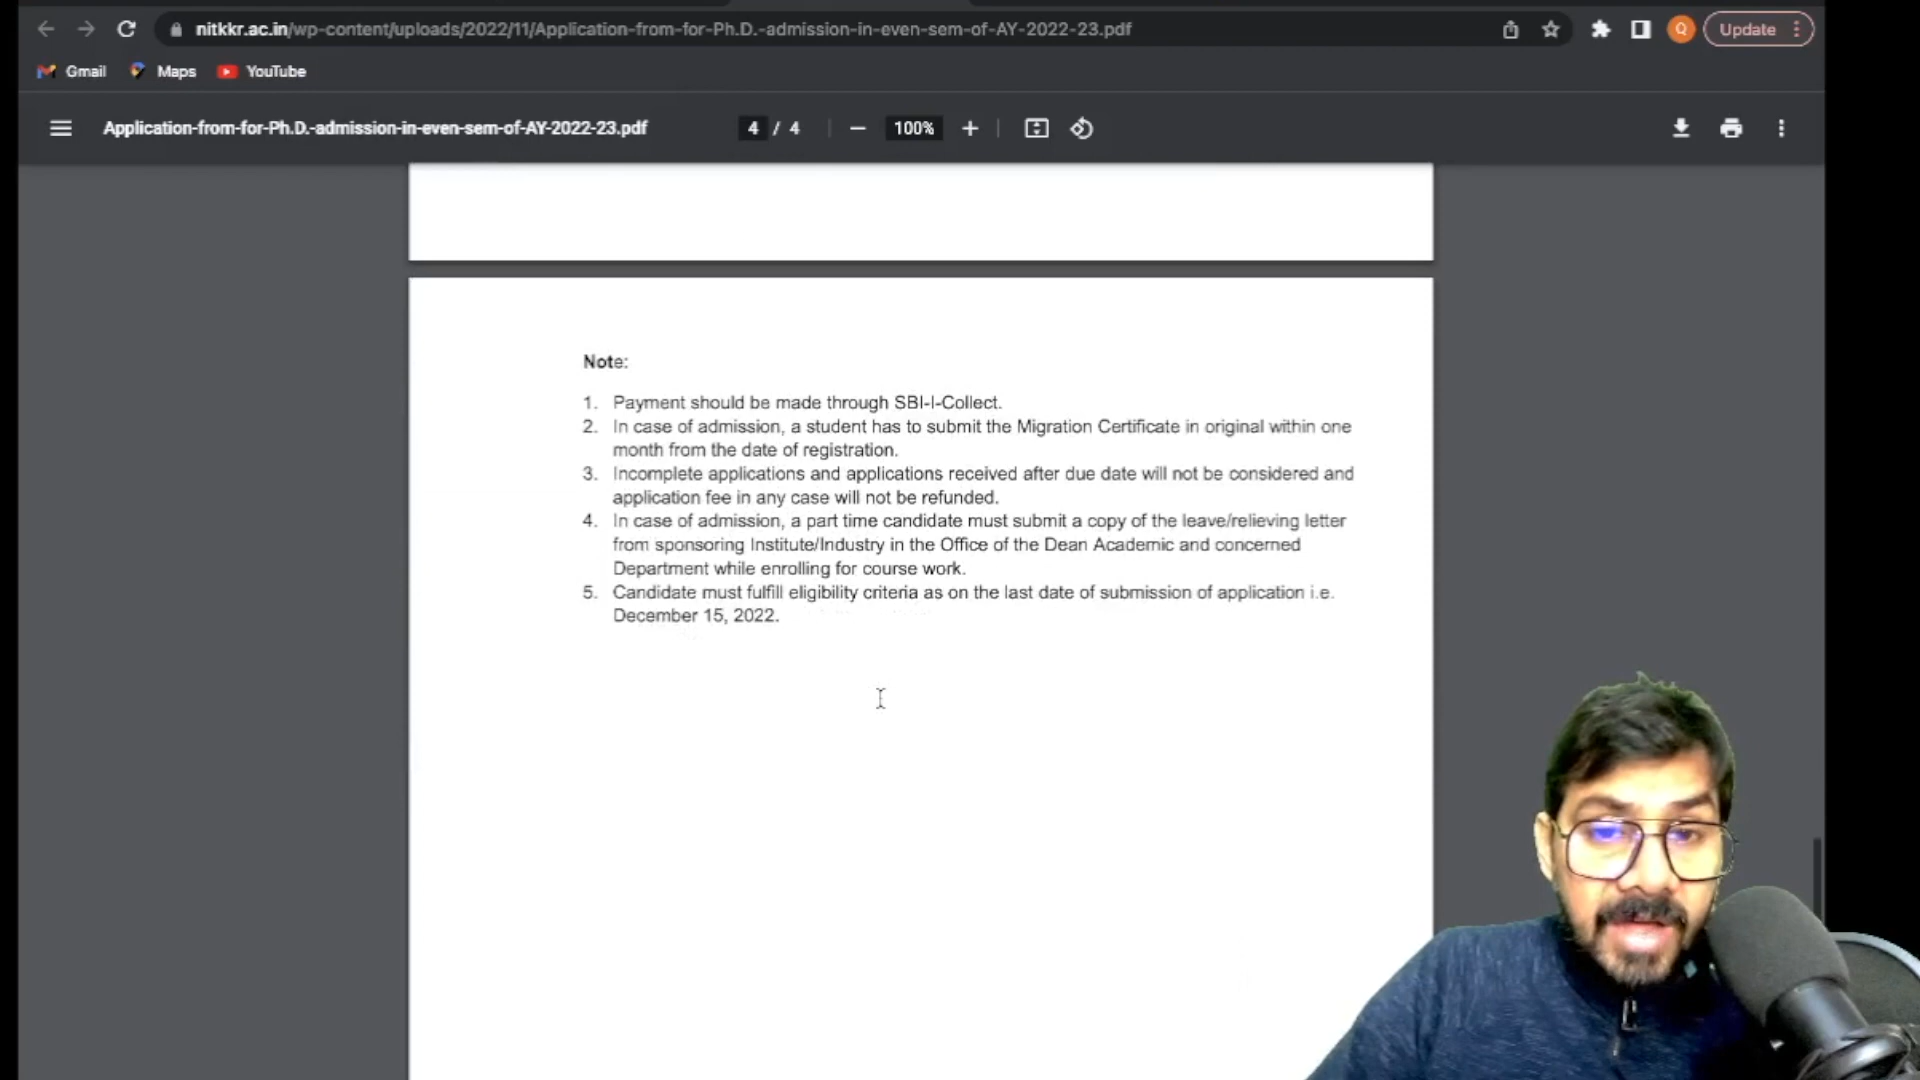 nitkkr.ac.in/wp-content/uploads/2022/11/Application-from-for-Ph.D.-admission-in-even-sem-of-AY-2022-23.pdf
Q
Update
Gmail
Maps
YouTube
Application-from-for-Ph.D.-admission-in-even-sem-of-AY-2022-23.pdf
4 / 4
100%
Note:
1. Payment should be made through SBI-I-Collect.
2. In case of admission, a student has to submit the Migration Certificate in original within one
month from the date of registration.
3. Incomplete applications and applications received after due date will not be considered and
application fee in any case will not be refunded.
4. In case of admission, a part time candidate must submit a copy of the leave/relieving letter
from sponsoring Institute/Industry in the Office of the Dean Academic and concerned
Department while enrolling for course work.
5. Candidate must fulfill eligibility criteria as on the last date of submission of application i.e.
December 15, 2022.